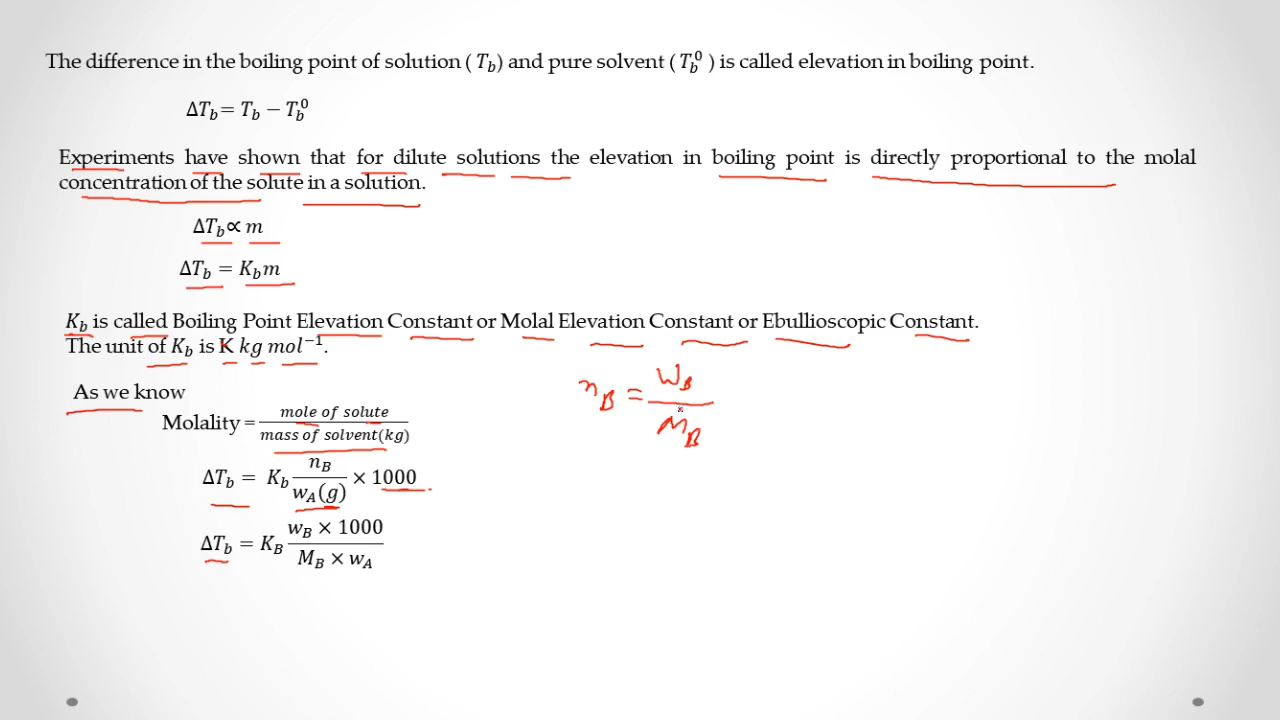 The difference in the boiling point of solution ( T_b) and pure solvent ( T_b^0 ) is called elevation in boiling point.
ΔT_b = T_b − T_b^0
Experiments have shown that for dilute solutions the elevation in boiling point is directly proportional to the molal
concentration of the solute in a solution.
ΔT_b ∝ m
ΔT_b = K_b m
K_b is called Boiling Point Elevation Constant or Molal Elevation Constant or Ebullioscopic Constant.
The unit of K_b is K kg mol^−1.
As we know
Molality = mole of solute / mass of solvent(kg)
n_B = W_B / M_B
ΔT_b = K_b n_B / w_A(g) × 1000
ΔT_b = K_B w_B × 1000 / M_B × w_A